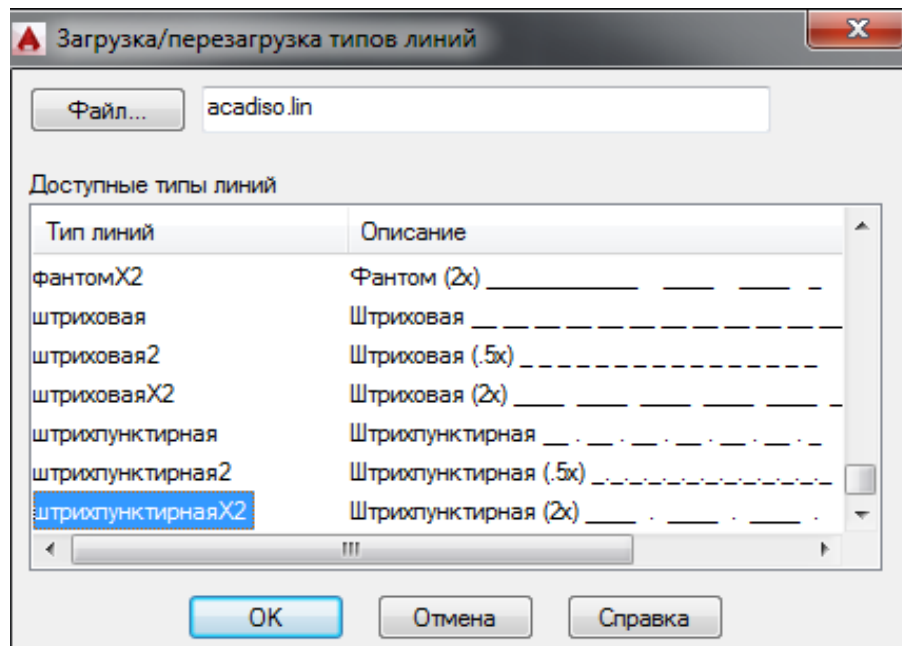 Загрузка/перезагрузка типов линий
Файл... acadiso.lin
Доступные типы линий
Тип линий Описание
фантомX2 Фантом (2x) ____________ ____ ____ _
штриховая Штриховая __ __ __ __ __ __ __ __ __ __ __ __
штриховая2 Штриховая (.5x) _ _ _ _ _ _ _ _ _ _ _ _ _ _ _ _
штриховаяX2 Штриховая (2x) ____ ____ ____ ____ ____ _
штрихпунктирная Штрихпунктирная __ . __ . __ . __ . __ . __ . _
штрихпунктирная2 Штрихпунктирная (.5x) _._._._._._._._._._._._
штрихпунктирнаяX2 Штрихпунктирная (2x) ____ . ____ . ____ .
OK Отмена Справка